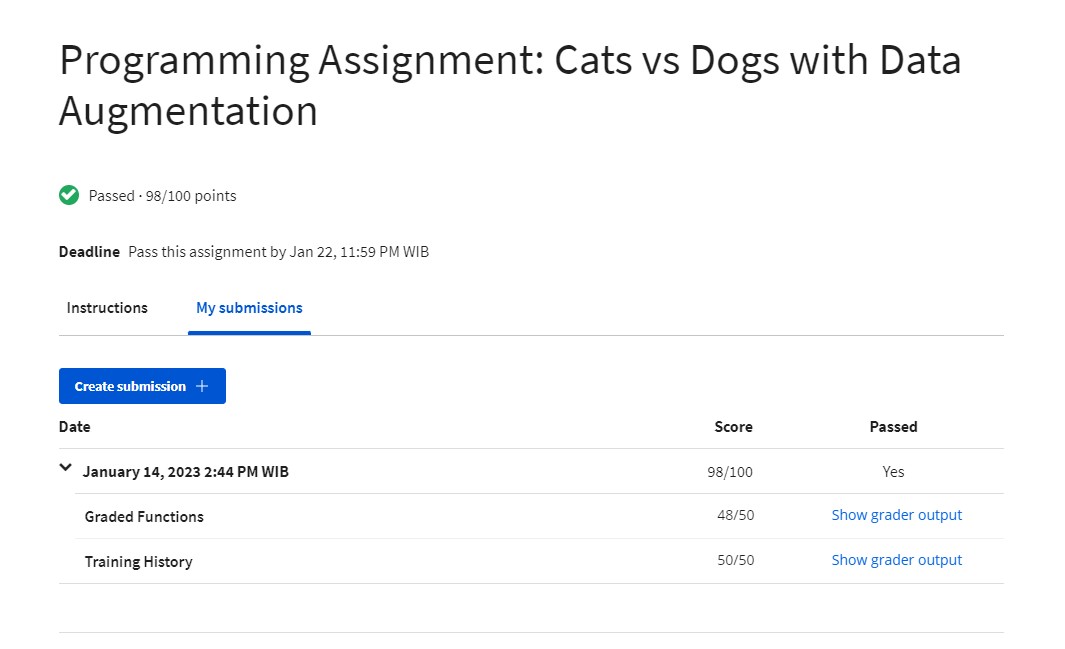 Programming Assignment: Cats vs Dogs with Data
Augmentation
Passed · 98/100 points
Deadline Pass this assignment by Jan 22, 11:59 PM WIB
Instructions My submissions
Create submission +
Date Score Passed
January 14, 2023 2:44 PM WIB 98/100 Yes
Graded Functions 48/50 Show grader output
Training History 50/50 Show grader output